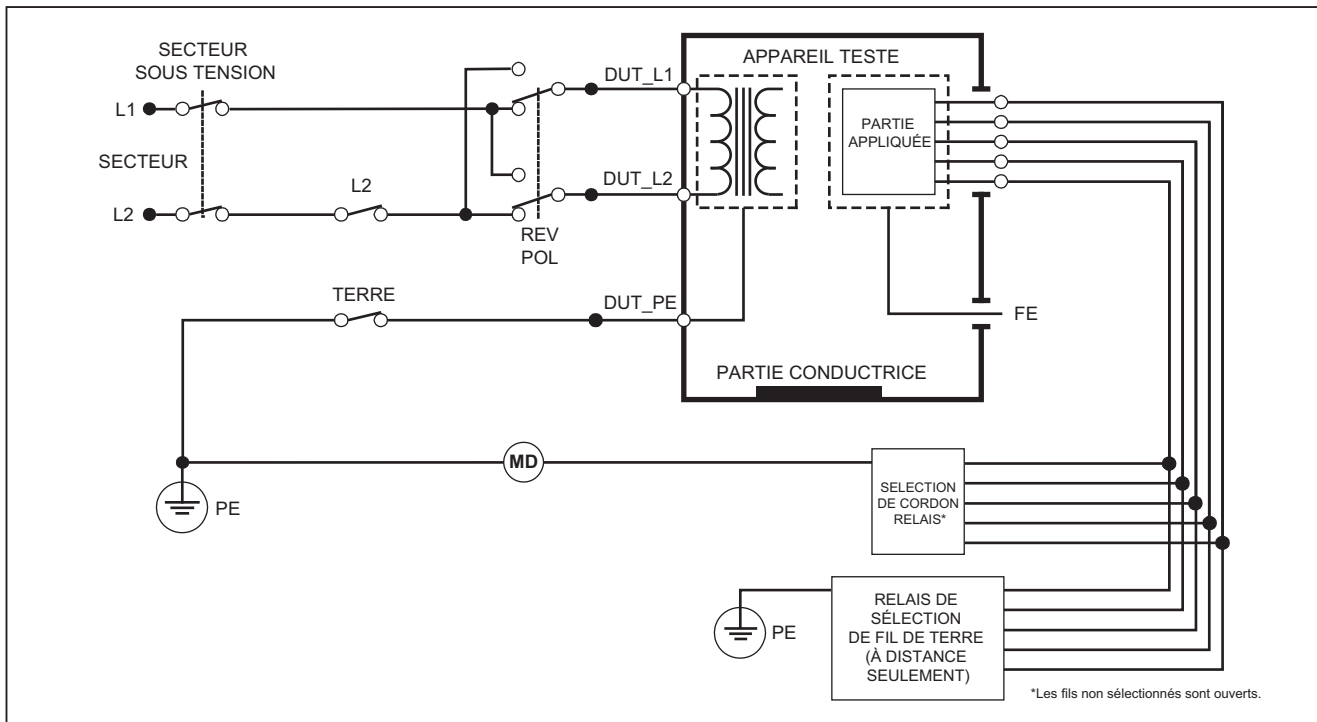 SECTEUR
SOUS TENSION
L1
SECTEUR
L2
L2
REV
POL
DUT_L1
DUT_L2
APPAREIL TESTE
PARTIE
APPLIQUÉE
TERRE
DUT_PE
FE
PARTIE CONDUCTRICE
MD
PE
SELECTION
DE CORDON
RELAIS*
PE
RELAIS DE
SÉLECTION
DE FIL DE TERRE
(À DISTANCE
SEULEMENT)
*Les fils non sélectionnés sont ouverts.